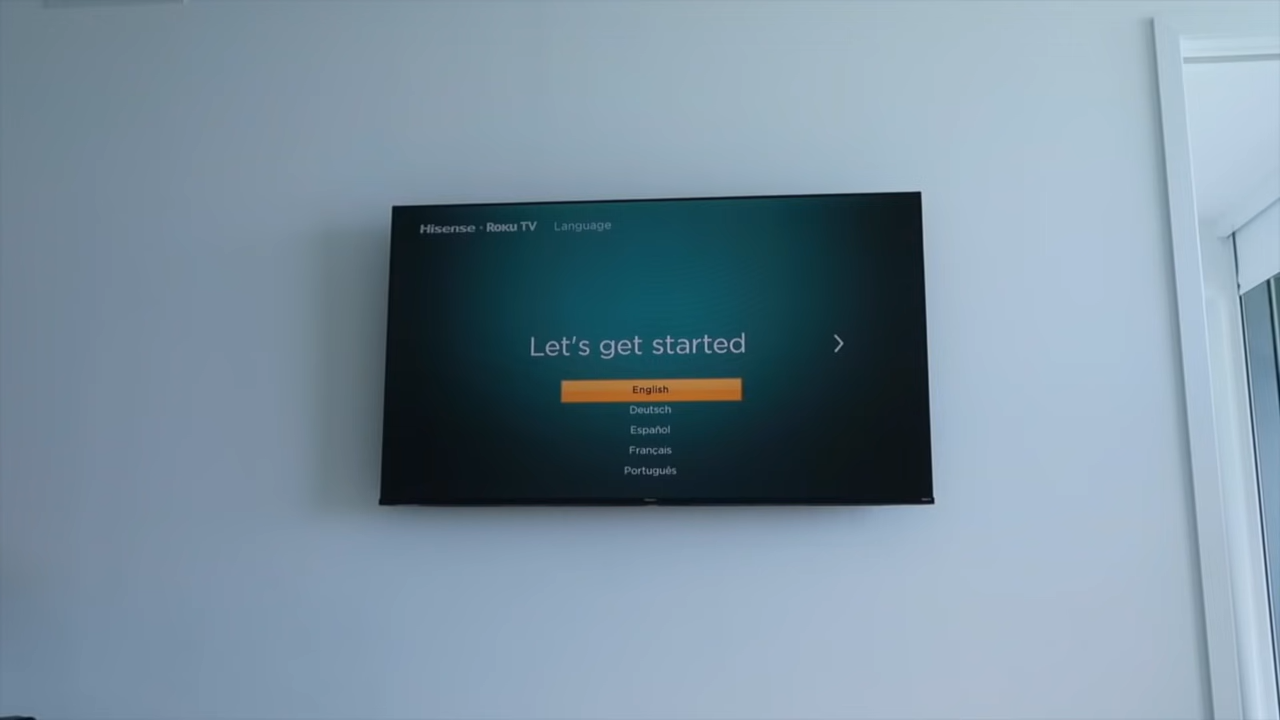 Hisense • Roku TV Language
Let's get started
English
Deutsch
Español
Français
Português